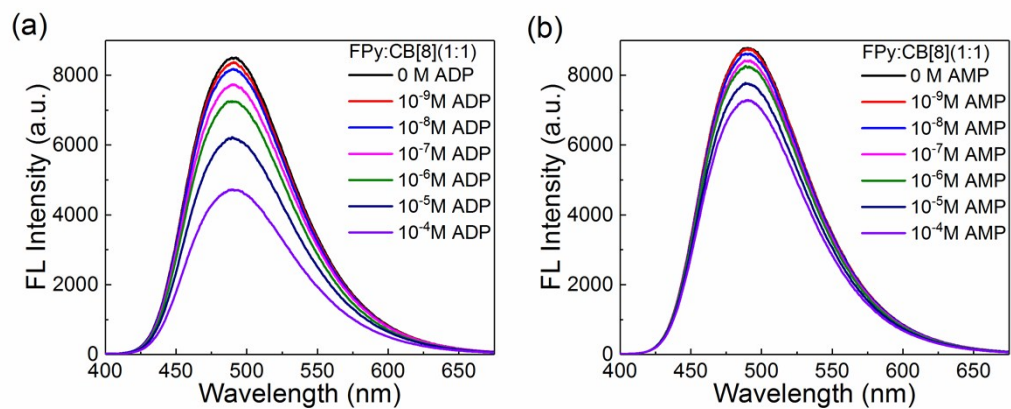 (a)
FPy:CB[8](1:1)
0 M ADP
10⁻⁹M ADP
10⁻⁸M ADP
10⁻⁷M ADP
10⁻⁶M ADP
10⁻⁵M ADP
10⁻⁴M ADP
8000
6000
4000
2000
0
FL Intensity (a.u.)
400 450 500 550 600 650
Wavelength (nm)
(b)
FPy:CB[8](1:1)
0 M AMP
10⁻⁹M AMP
10⁻⁸M AMP
10⁻⁷M AMP
10⁻⁶M AMP
10⁻⁵M AMP
10⁻⁴M AMP
8000
6000
4000
2000
0
FL Intensity (a.u.)
400 450 500 550 600 650
Wavelength (nm)